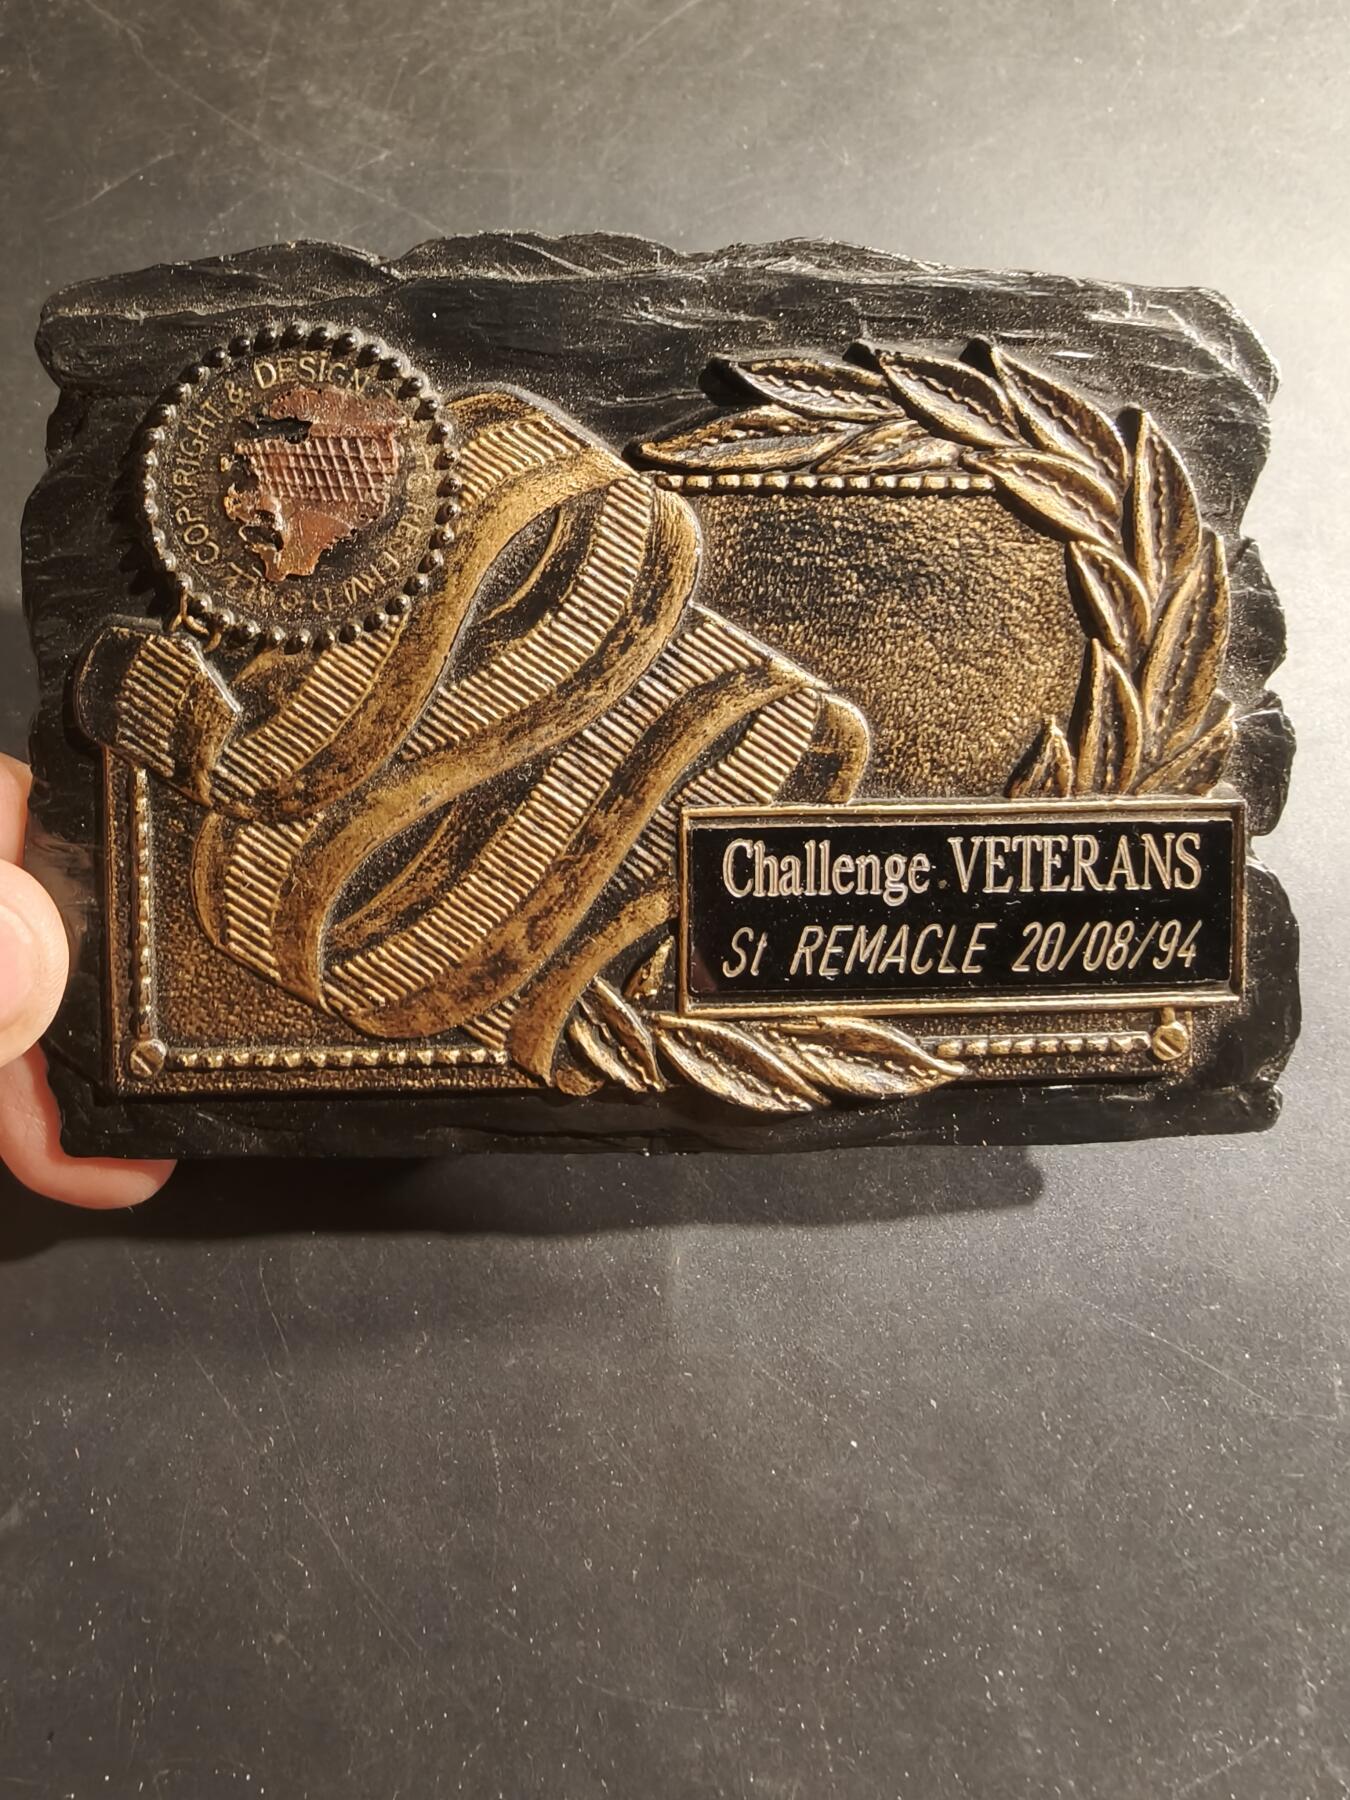 COPYRIGHT & DESIGN
Challenge VETERANS
St REMACLE 20/08/94